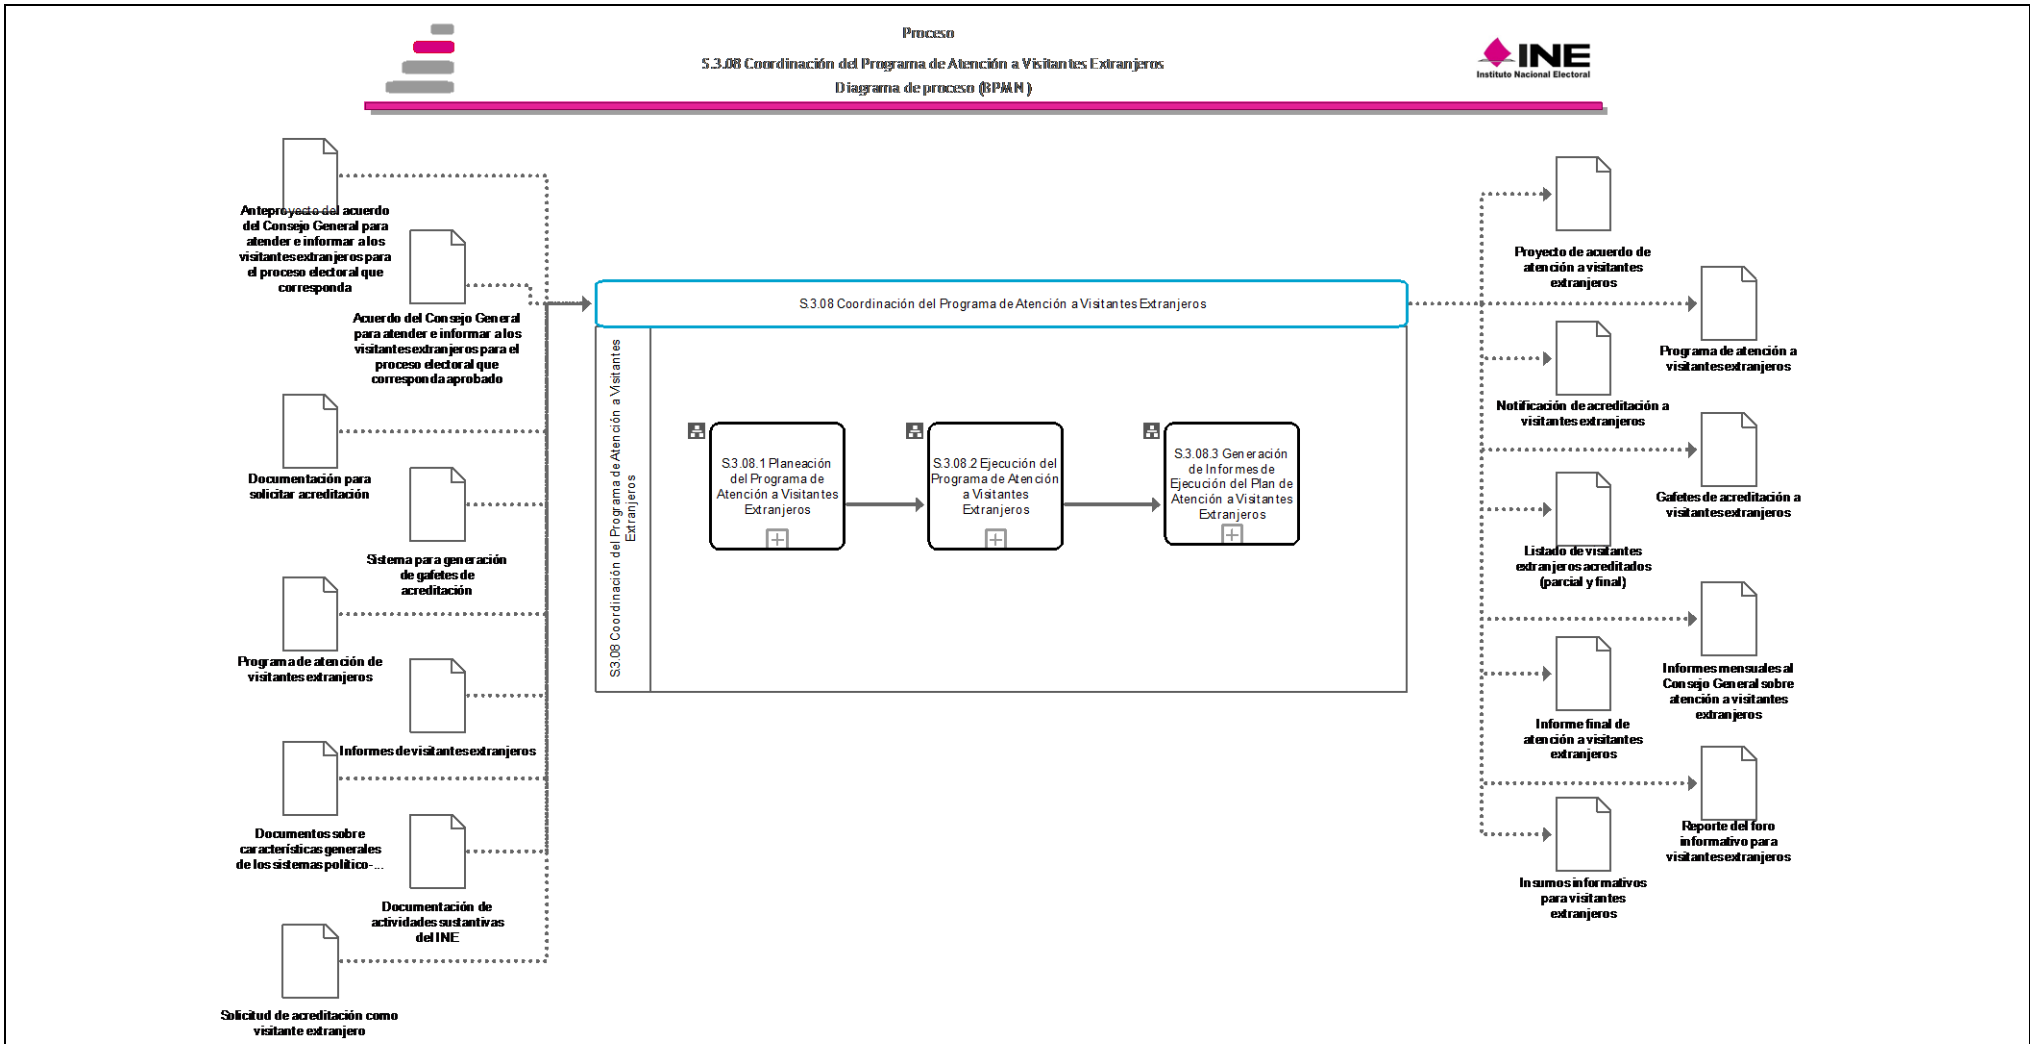 Proceso
S.3.08 Coordinación del Programa de Atención a Visitantes Extranjeros
Diagrama de proceso (BPMN)
INE
Instituto Nacional Electoral
Anteproyecto del acuerdo
del Consejo General para
atender e informar a los
visitantes extranjeros para
el proceso electoral que
corresponda
Acuerdo del Consejo General
para atender e informar a los
visitantes extranjeros para el
proceso electoral que
corresponda aprobado
Documentación para
solicitar acreditación
Sistema para generación
de gafetes de
acreditación
Programa de atención de
visitantes extranjeros
Informes de visitantes extranjeros
Documentos sobre
características generales
de los sistemas político-...
Documentación de
actividades sustantivas
del INE
Solicitud de acreditación como
visitante extranjero
S.3.08 Coordinación del Programa de Atención a Visitantes Extranjeros
S.3.08 Coordinación del Programa de Atención a Visitantes
Extranjeros
S.3.08.1 Planeación
del Programa de
Atención a Visitantes
Extranjeros
S.3.08.2 Ejecución del
Programa de Atención
a Visitantes
Extranjeros
S.3.08.3 Generación
de Informes de
Ejecución del Plan de
Atención a Visitantes
Extranjeros
Proyecto de acuerdo de
atención a visitantes
extranjeros
Programa de atención a
visitantes extranjeros
Notificación de acreditación a
visitantes extranjeros
Gafetes de acreditación a
visitantes extranjeros
Listado de visitantes
extranjeros acreditados
(parcial y final)
Informes mensuales al
Consejo General sobre
atención a visitantes
extranjeros
Informe final de
atención a visitantes
extranjeros
Reporte del foro
informativo para
visitantes extranjeros
Insumos informativos
para visitantes
extranjeros